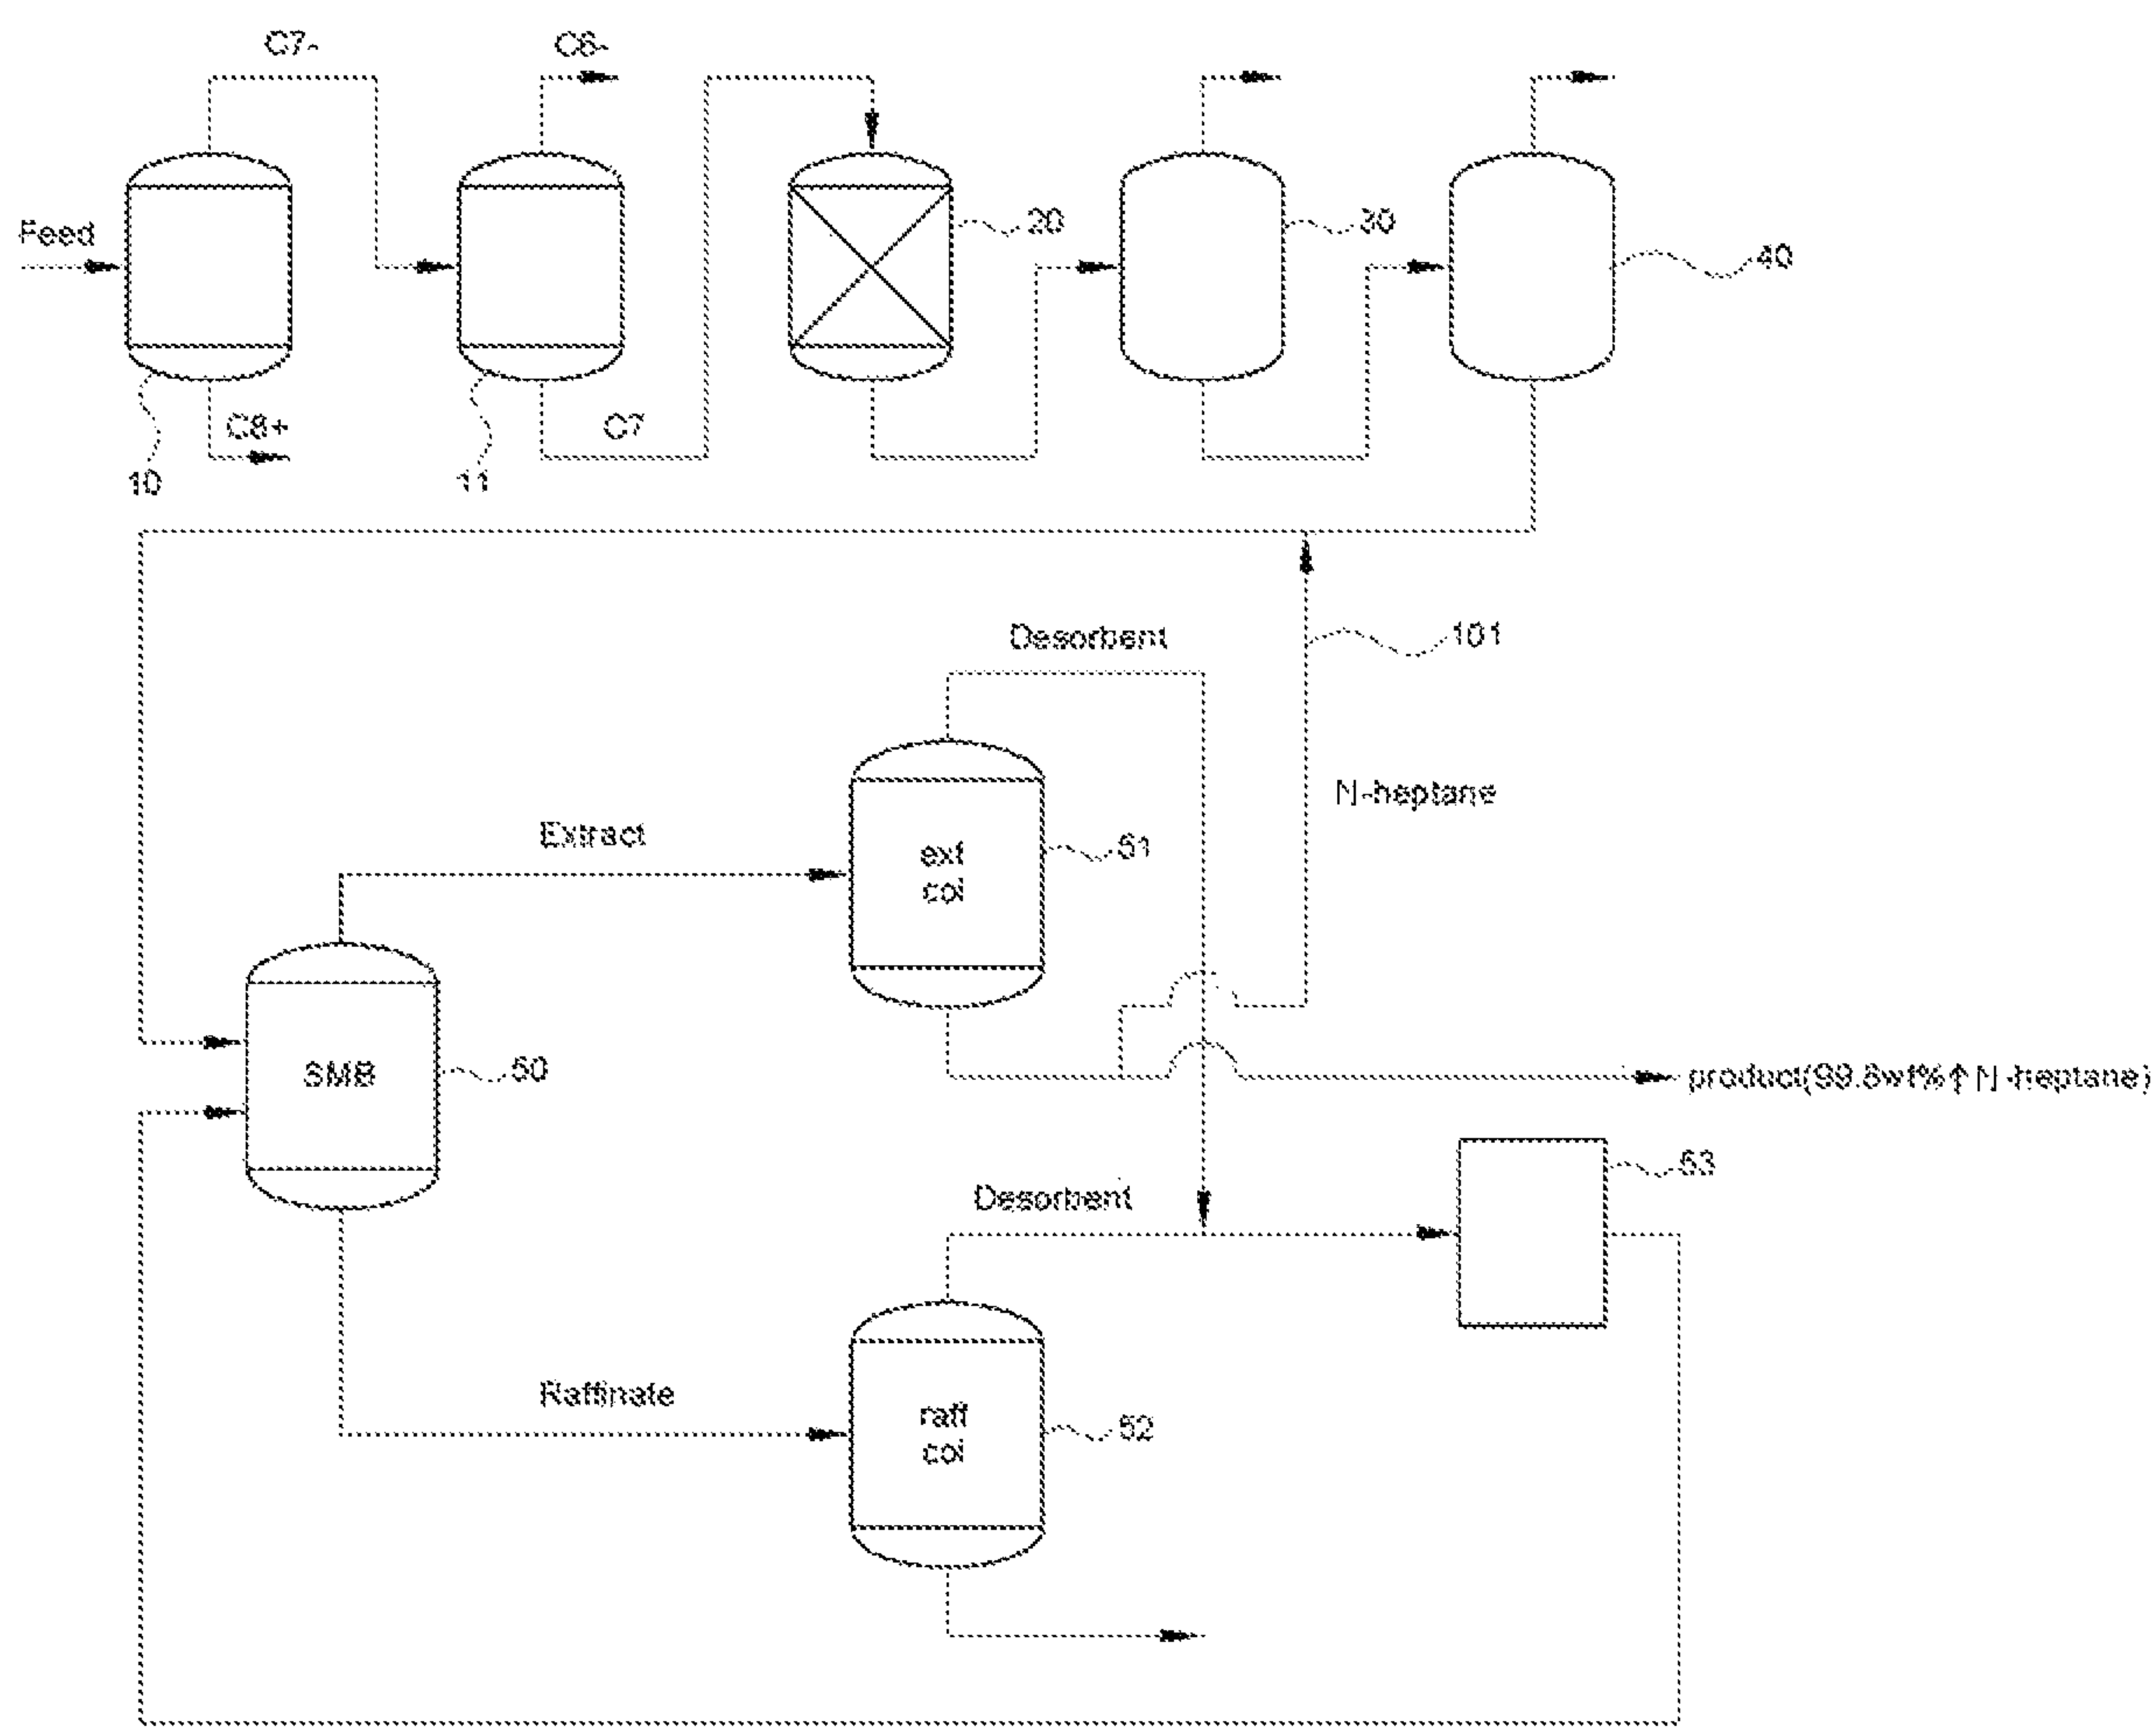 C7-
C6-
Feed
20
30
40
C8+
C7
10
11
Desorbent
101
N-heptane
Extract
ext
col
51
SMB
50
product(99.8wt%↑ N-heptane)
53
Desorbent
Raffinate
raff
col
52